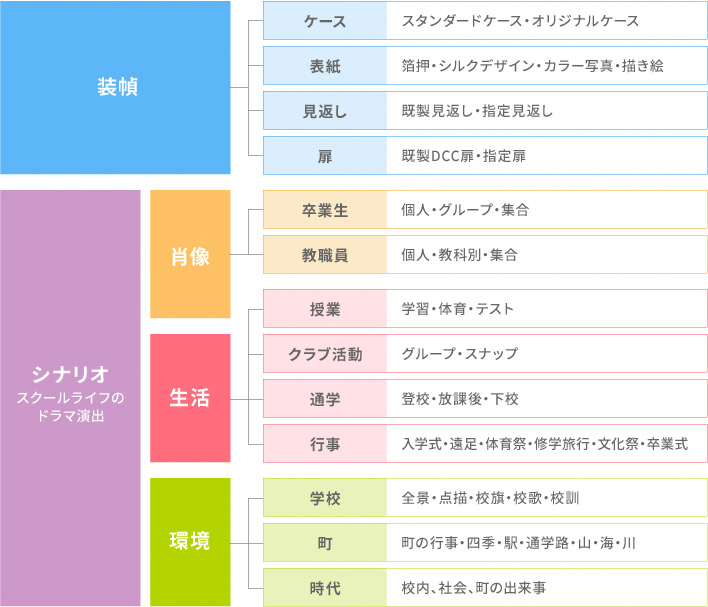 装幀
ケース
スタンダードケース・オリジナルケース
表紙
箔押・シルクデザイン・カラー写真・描き絵
見返し
既製見返し・指定見返し
扉
既製DCC扉・指定扉
シナリオ
スクールライフの
ドラマ演出
肖像
卒業生
個人・グループ・集合
教職員
個人・教科別・集合
生活
授業
学習・体育・テスト
クラブ活動
グループ・スナップ
通学
登校・放課後・下校
行事
入学式・遠足・体育祭・修学旅行・文化祭・卒業式
環境
学校
全景・点描・校旗・校歌・校訓
町
町の行事・四季・駅・通学路・山・海・川
時代
校内、社会、町の出来事